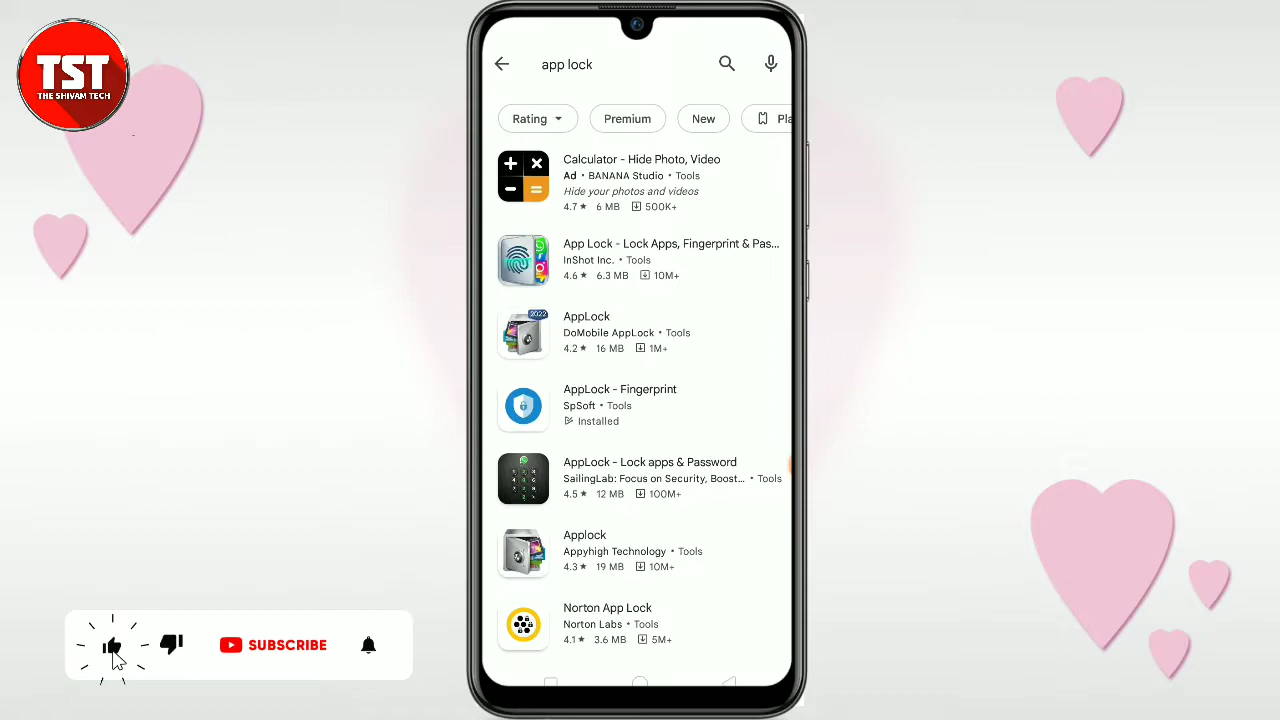 TST
THE SHIVAM TECH
app lock
Rating
Premium
New
Pla
Calculator - Hide Photo, Video
Ad • BANANA Studio • Tools
Hide your photos and videos
4.7 ★ 6 MB 500K+
App Lock - Lock Apps, Fingerprint & Pas...
InShot Inc. • Tools
4.6 ★ 6.3 MB 10M+
2022
AppLock
DoMobile AppLock • Tools
4.2 ★ 16 MB 1M+
AppLock - Fingerprint
SpSoft • Tools
Installed
AppLock - Lock apps & Password
SailingLab: Focus on Security, Boost... • Tools
4.5 ★ 12 MB 100M+
Applock
Appyhigh Technology • Tools
4.3 ★ 19 MB 10M+
Norton App Lock
Norton Labs • Tools
4.1 ★ 3.6 MB 5M+
SUBSCRIBE